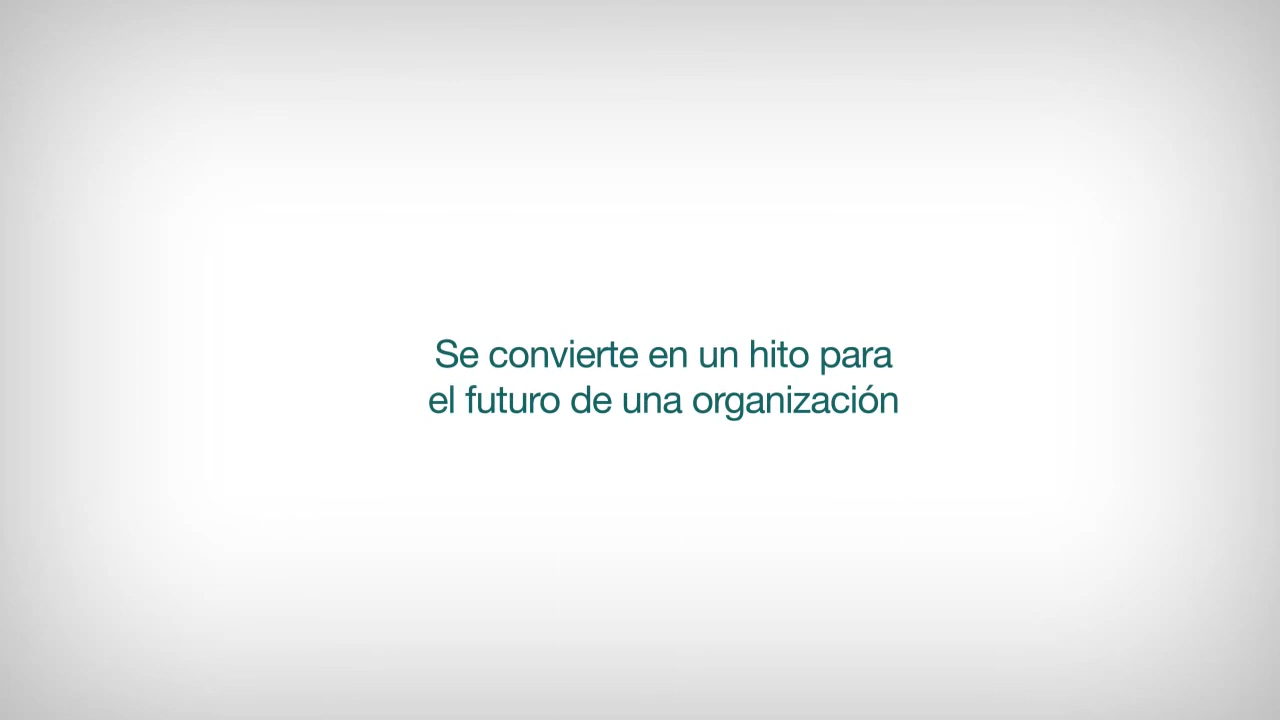 Se convierte en un hito para
el futuro de una organización